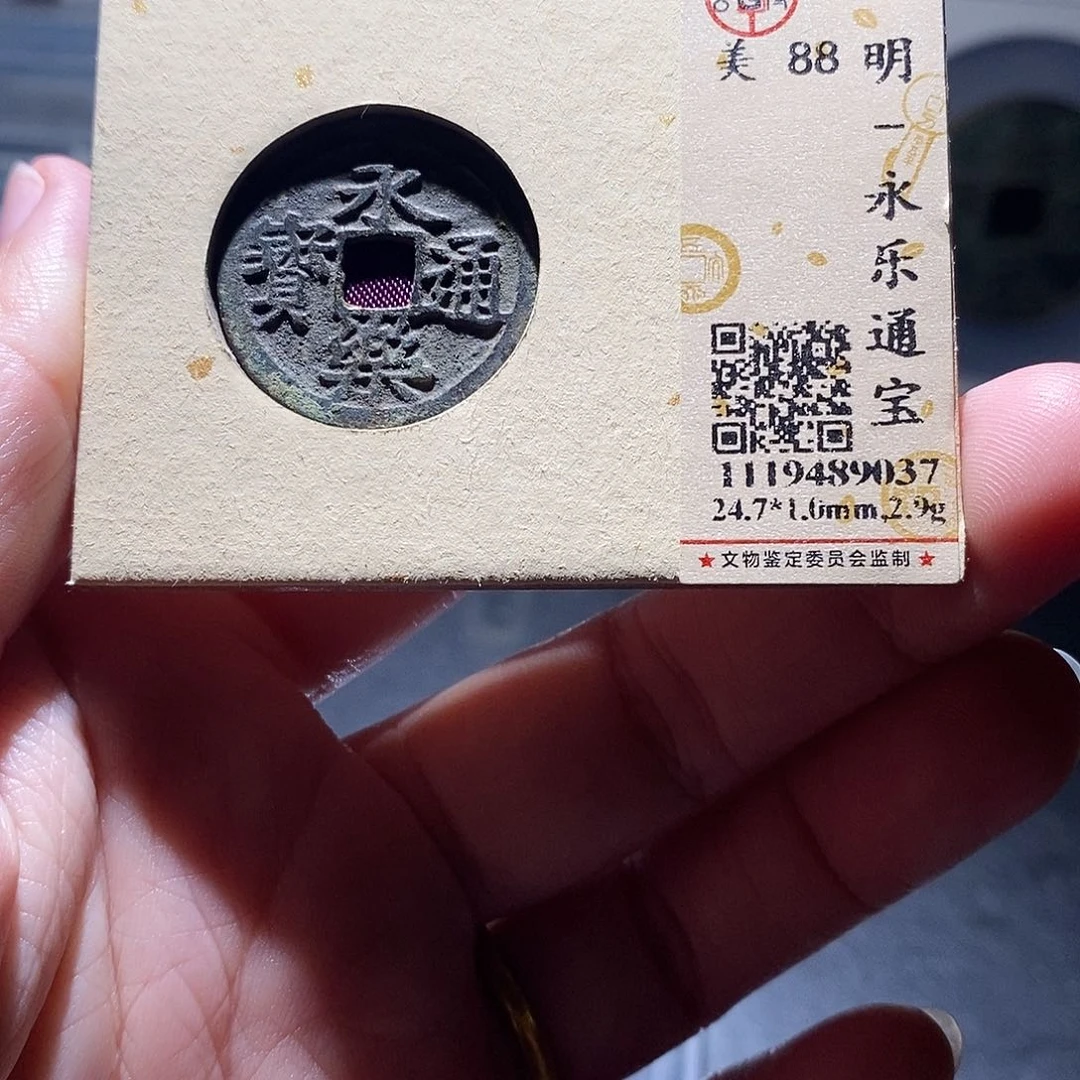 永樂通寳
美 88
明一永乐通宝
1119489037
24.7*1.6mm,2.9g
★文物鉴定委员会监制★